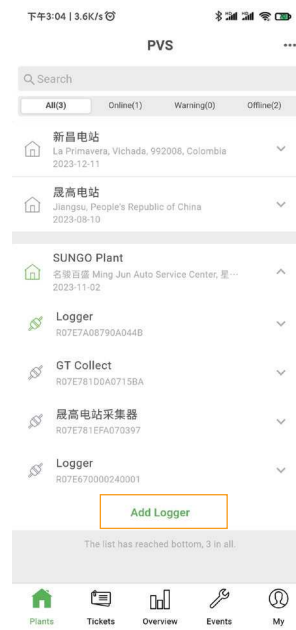 下午3:04 | 3.6K/s
PVS
Search
All(3) Online(1) Warning(0) Offline(2)
新昌电站
La Primavera, Vichada, 992008, Colombia
2023-12-11
晟高电站
Jiangsu, People's Republic of China
2023-08-10
SUNGO Plant
名骏百盛 Ming Jun Auto Service Center, 星…
2023-11-02
Logger
R07E7A08790A044B
GT Collect
R07E781D0A0715BA
晟高电站采集器
R07E781EFA070397
Logger
R07E670000240001
Add Logger
The list has reached bottom, 3 in all.
Plants Tickets Overview Events My